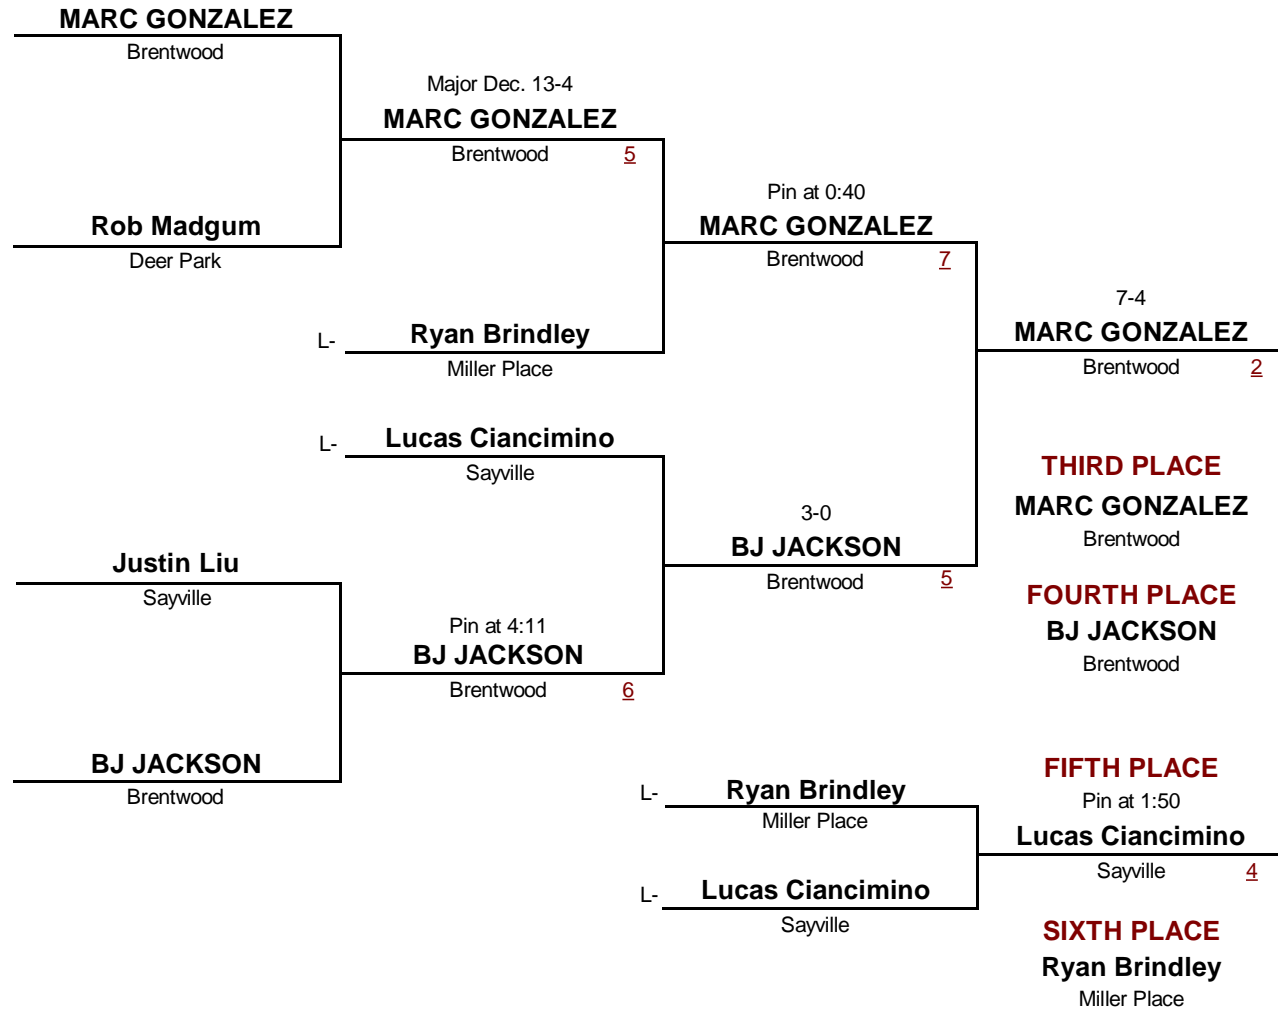 MARC GONZALEZ
Brentwood
Major Dec. 13-4
MARC GONZALEZ
Brentwood 5
Rob Madgum
Deer Park
Pin at 0:40
MARC GONZALEZ
Brentwood 7
L- Ryan Brindley
Miller Place
7-4
MARC GONZALEZ
Brentwood 2
L- Lucas Ciancimino
Sayville
THIRD PLACE
MARC GONZALEZ
Brentwood
3-0
BJ JACKSON
Brentwood 5
Justin Liu
Sayville
FOURTH PLACE
BJ JACKSON
Brentwood
Pin at 4:11
BJ JACKSON
Brentwood 6
BJ JACKSON
Brentwood
L- Ryan Brindley
Miller Place
FIFTH PLACE
Pin at 1:50
Lucas Ciancimino
Sayville 4
L- Lucas Ciancimino
Sayville
SIXTH PLACE
Ryan Brindley
Miller Place